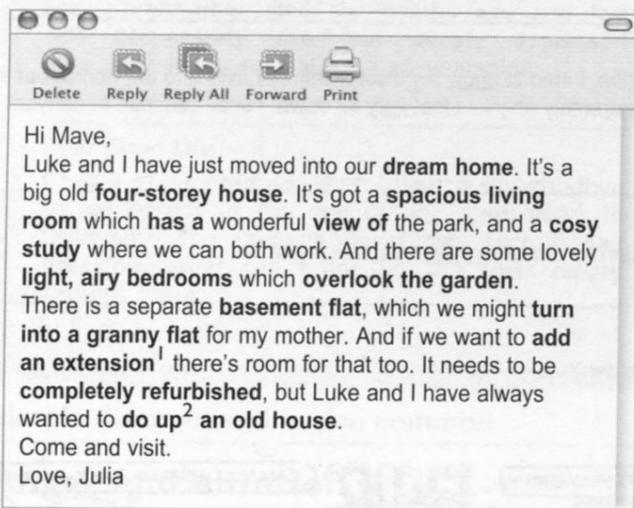 Delete Reply Reply All Forward Print
Hi Mave,
Luke and I have just moved into our dream home. It's a
big old four-storey house. It's got a spacious living
room which has a wonderful view of the park, and a cosy
study where we can both work. And there are some lovely
light, airy bedrooms which overlook the garden.
There is a separate basement flat, which we might turn
into a granny flat for my mother. And if we want to add
an extension¹ there's room for that too. It needs to be
completely refurbished, but Luke and I have always
wanted to do up² an old house.
Come and visit.
Love, Julia